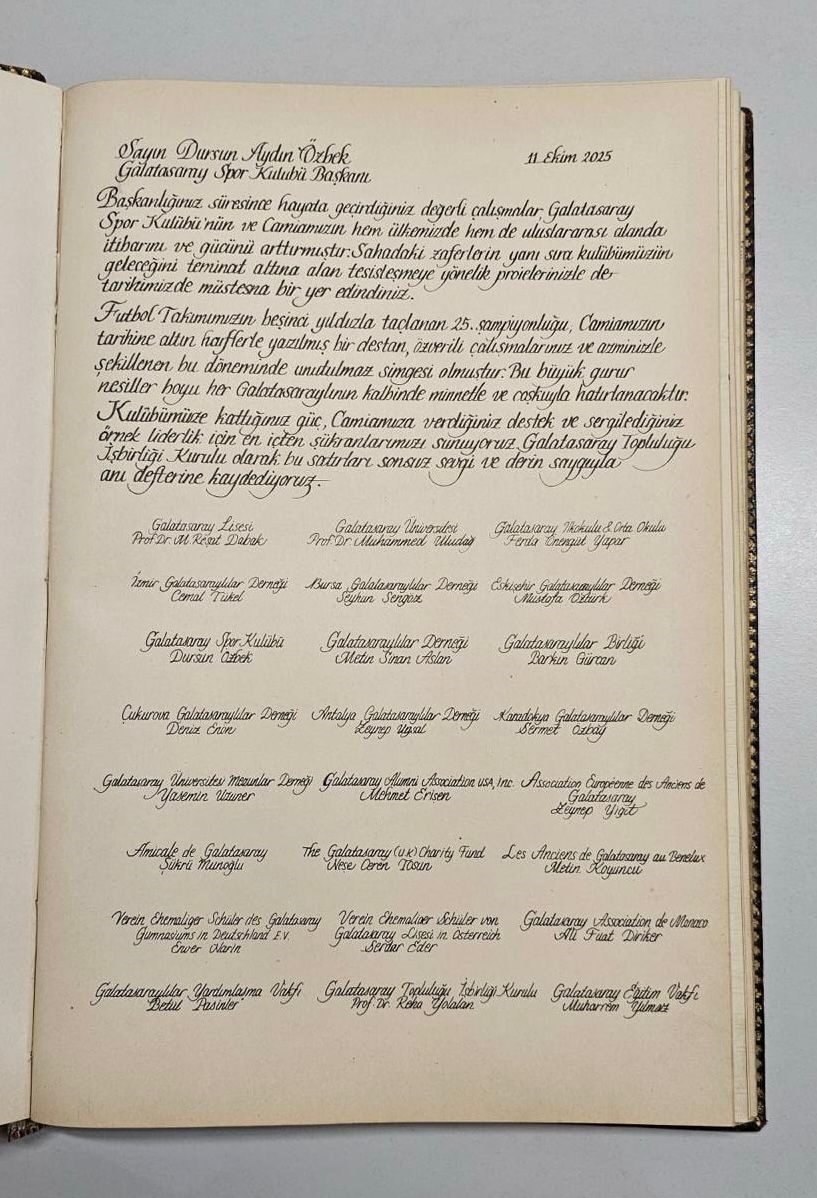 Sayın Dursun Aydın Özbek
11 Ekim 2025
Galatasaray Spor Kulübü Başkanı
Başkanlığınız süresince hayata geçirdiğiniz değerli çalışmalar, Galatasaray
Spor Kulübü'nün ve Camiamızın hem ülkemizde hem de uluslararası alanda
itibarını ve gücünü arttırmıştır. Sahadaki zaferlerin yanı sıra kulübümüzün
geleceğini teminat altına alan tesisleşmeye yönelik projelerinizle de
tarihimizde müstesna bir yer edindiniz.
Futbol Takımımızın beşinci yıldızla taçlanan 25. şampiyonluğu, Camiamızın
tarihine altın harflerle yazılmış bir destan, özverili çalışmalarınız ve azminizle
şekillenen bu döneminde unutulmaz simgesi olmuştur. Bu büyük gurur
nesiller boyu her Galatasaraylının kalbinde minnetle ve coşkuyla hatırlanacaktır.
Kulübümüze kattığınız güç, Camiamıza verdiğiniz destek ve sergilediğiniz
örnek liderlik için en içten şükranlarımızı sunuyoruz. Galatasaray Topluluğu
İşbirliği Kurulu olarak bu satırları sonsuz sevgi ve derin saygıyla
anı defterine kaydediyoruz.
Galatasaray Lisesi Galatasaray Üniversitesi Galatasaray İlkokulu & Orta Okulu
Prof. Dr. M. Reşat Dabak Prof Dr Muhammed Uludağ Ferda Önengüt Yapar
İzmir Galatasaraylılar Derneği Bursa Galatasaraylılar Derneği Eskişehir Galatasaraylılar Derneği
Cemal Tükel Seyhun Şengöz Mustafa Öztürk
Galatasaray Spor Kulübü Galatasaraylılar Derneği Galatasaraylılar Birliği
Dursun Özbek Metin Sinan Aslan Barkın Gürcan
Çukurova Galatasaraylılar Derneği Antalya Galatasaraylılar Derneği Kapadokya Galatasaraylılar Derneği
Deniz Zeynep Uysal Sermet Özbay
Galatasaray Üniversitesi Mezunlar Derneği Galatasaray Alumni Association USA, Inc. Association Européenne des Anciens de
Yasemin Mehmet Erişen Galatasaray
Zeynep Yiğit
Amicale de Galatasaray The Galatasaray (U.K) Charity Fund Les Anciens de Galatasaray au Benelux
Şükrü Munoğlu Neşe Ceren Tosun Metin Koyuncu
Verein Ehemaliger Schüler des Galatasaray Verein Ehemaliger Schüler von Galatasaray Association de Monaco
Gymnasiums in Deutschland E.V. Galatasaray Lisesi in Österreich Ali Fuat Diriker
Enver Narin Serdar Eder
Galatasaraylılar Yardımlaşma Vakfı Galatasaray Topluluğu İşbirliği Kurulu Galatasaray Eğitim Vakfı
Betül Pasinler Prof Dr. Reha Yolalan Muharrem Yılmaz